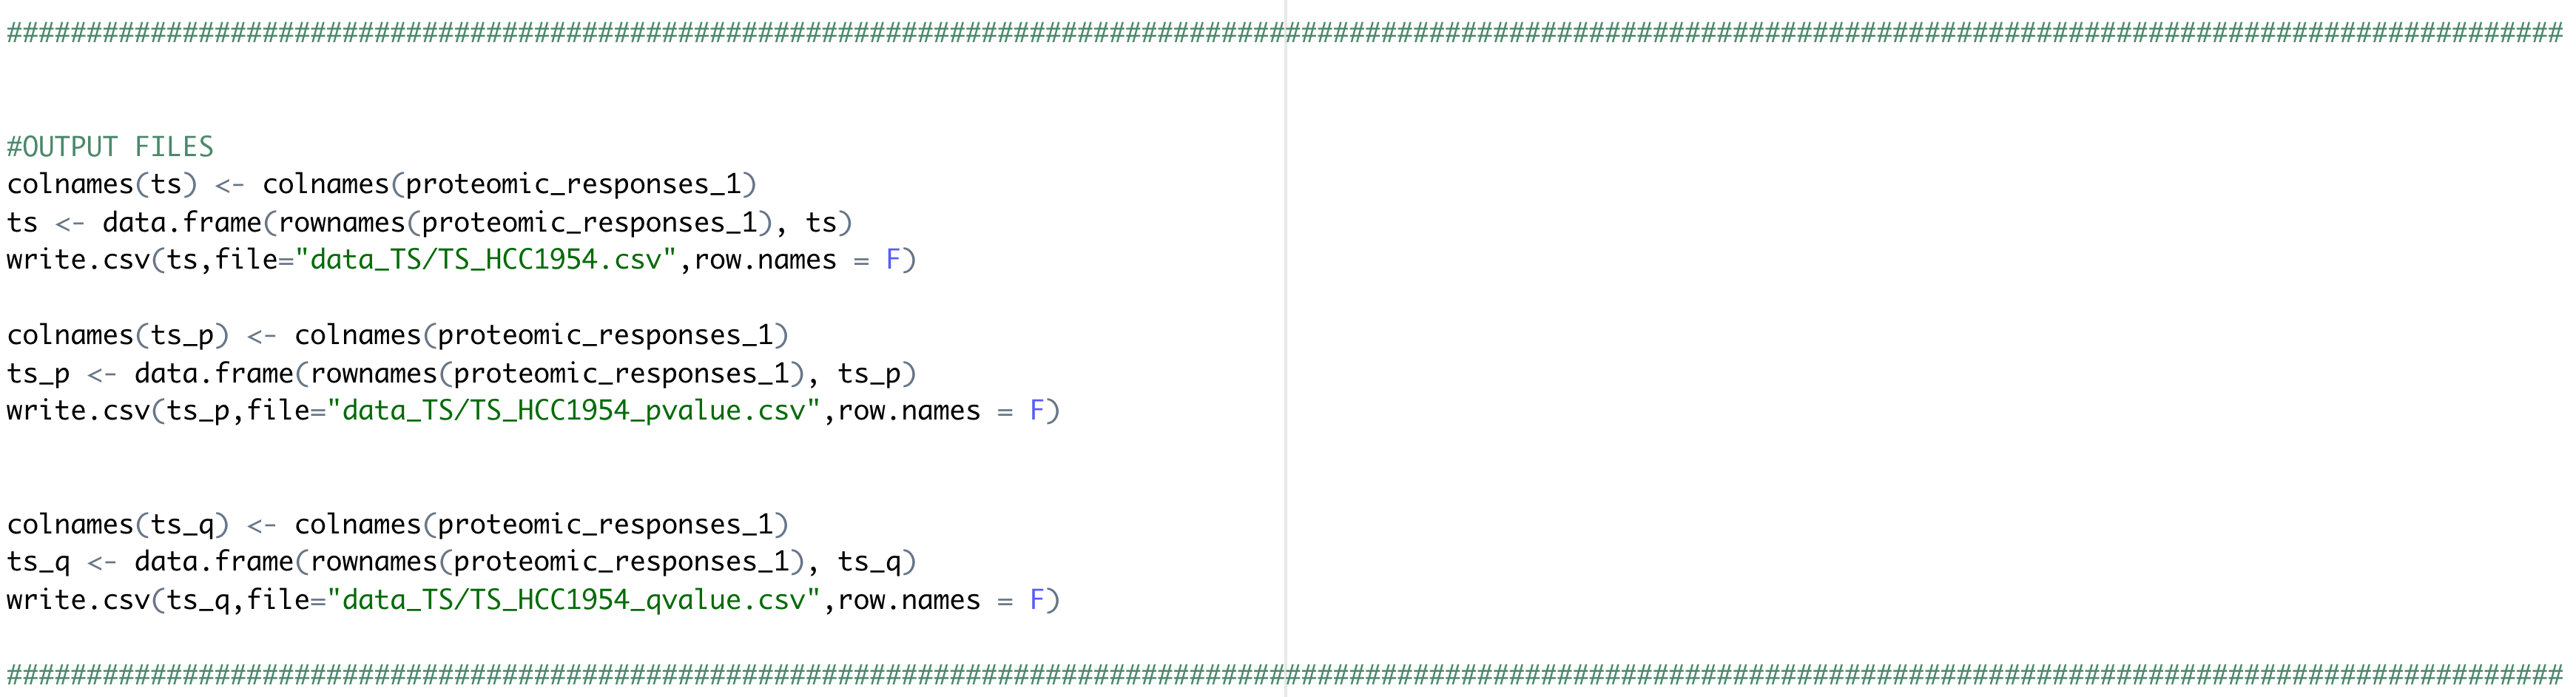 ################################################################################################################################################################
#OUTPUT FILES
colnames(ts) <- colnames(proteomic_responses_1)
ts <- data.frame(rownames(proteomic_responses_1), ts)
write.csv(ts,file="data_TS/TS_HCC1954.csv",row.names = F)
colnames(ts_p) <- colnames(proteomic_responses_1)
ts_p <- data.frame(rownames(proteomic_responses_1), ts_p)
write.csv(ts_p,file="data_TS/TS_HCC1954_pvalue.csv",row.names = F)
colnames(ts_q) <- colnames(proteomic_responses_1)
ts_q <- data.frame(rownames(proteomic_responses_1), ts_q)
write.csv(ts_q,file="data_TS/TS_HCC1954_qvalue.csv",row.names = F)
################################################################################################################################################################